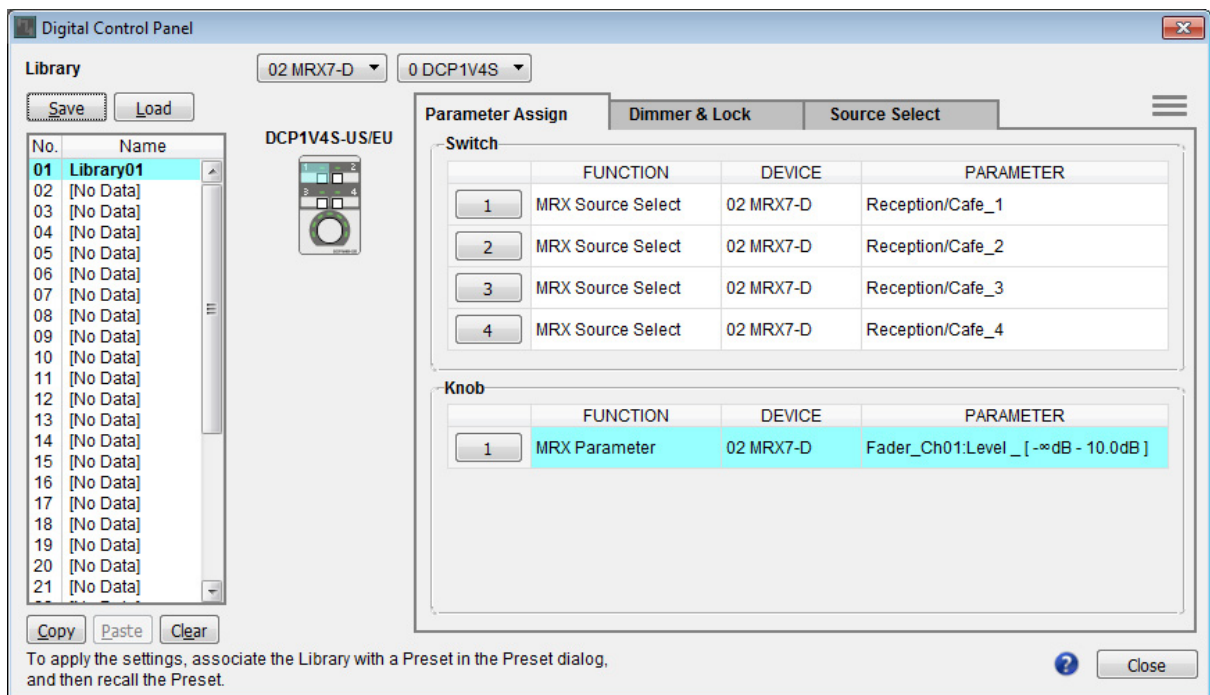 Digital Control Panel
Library
02 MRX7-D
0 DCP1V4S
Save
Load
Parameter Assign
Dimmer & Lock
Source Select
No. Name
01 Library01
02 [No Data]
03 [No Data]
04 [No Data]
05 [No Data]
06 [No Data]
07 [No Data]
08 [No Data]
09 [No Data]
10 [No Data]
11 [No Data]
12 [No Data]
13 [No Data]
14 [No Data]
15 [No Data]
16 [No Data]
17 [No Data]
18 [No Data]
19 [No Data]
20 [No Data]
21 [No Data]
DCP1V4S-US/EU
1 2
3 4
Switch
FUNCTION DEVICE PARAMETER
1 MRX Source Select 02 MRX7-D Reception/Cafe_1
2 MRX Source Select 02 MRX7-D Reception/Cafe_2
3 MRX Source Select 02 MRX7-D Reception/Cafe_3
4 MRX Source Select 02 MRX7-D Reception/Cafe_4
Knob
FUNCTION DEVICE PARAMETER
1 MRX Parameter 02 MRX7-D Fader_Ch01:Level _ [ -∞dB - 10.0dB ]
Copy
Paste
Clear
To apply the settings, associate the Library with a Preset in the Preset dialog,
and then recall the Preset.
?
Close